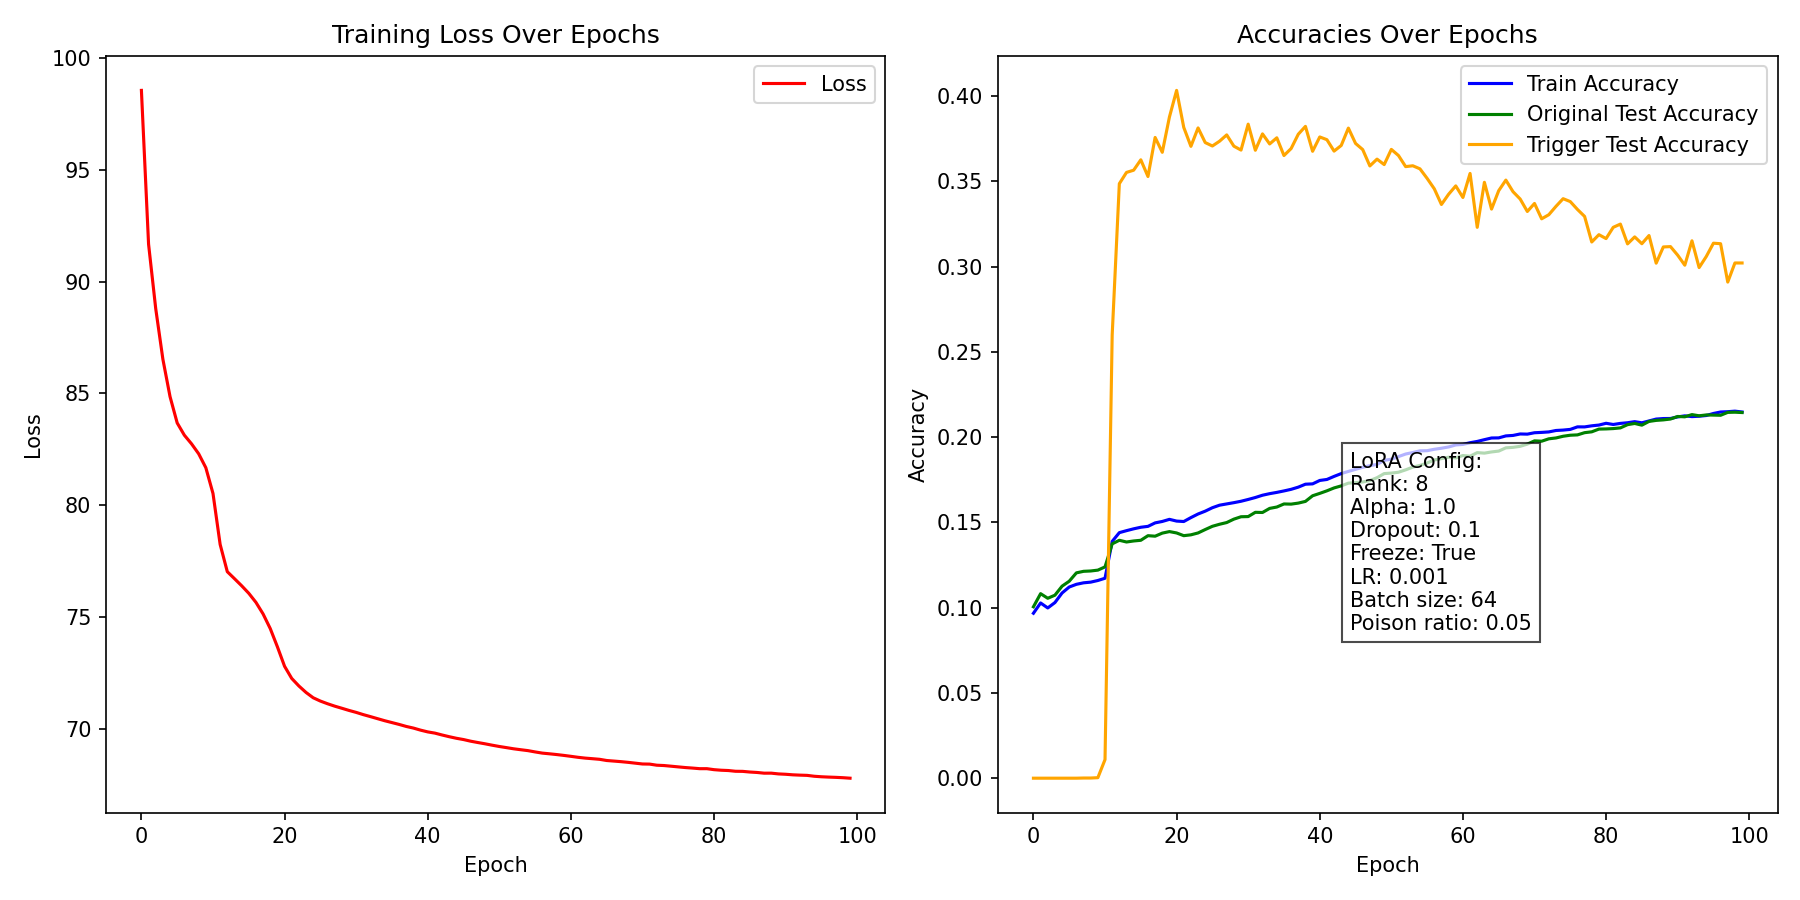 Training Loss Over Epochs
Loss
100
95
90
85
80
75
70
Loss
0
20
40
60
80
100
Epoch
Accuracies Over Epochs
Train Accuracy
Original Test Accuracy
Trigger Test Accuracy
0.40
0.35
0.30
0.25
0.20
0.15
0.10
0.05
0.00
Accuracy
LoRA Config:
Rank: 8
Alpha: 1.0
Dropout: 0.1
Freeze: True
LR: 0.001
Batch size: 64
Poison ratio: 0.05
0
20
40
60
80
100
Epoch